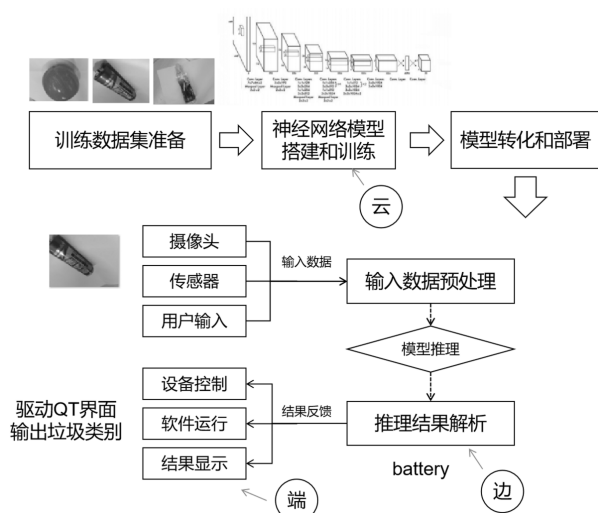 训练数据集准备
神经网络模型
搭建和训练
模型转化和部署
云
摄像头
传感器
用户输入
输入数据
输入数据预处理
模型推理
设备控制
软件运行
结果显示
结果反馈
推理结果解析
驱动QT界面
输出垃圾类别
battery
端
边